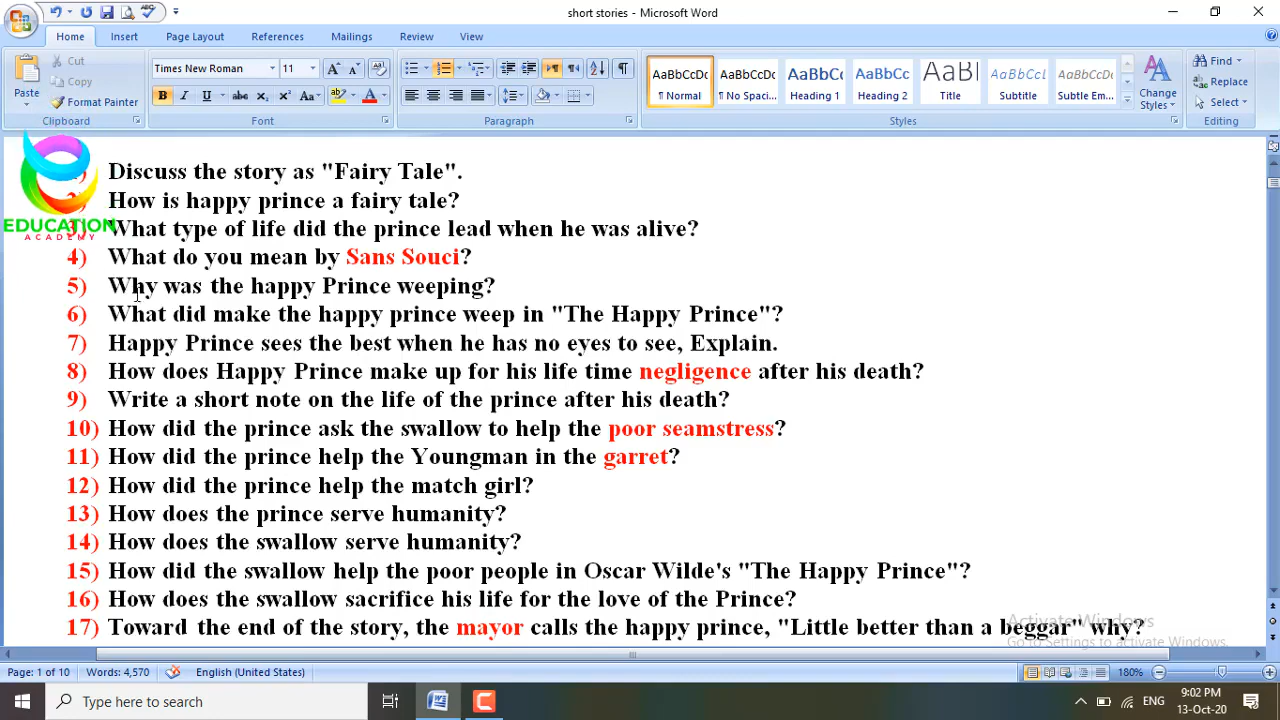 short stories - Microsoft Word
Home Insert Page Layout References Mailings Review View
Paste
Cut
Copy
Format Painter
Clipboard
Times New Roman 11
Font
Paragraph
AaBbCcDc AaBbCcDc AaBbC AaBbCc AaBl AaBbCcL AaBbCcDc
¶ Normal ¶ No Spaci... Heading 1 Heading 2 Title Subtitle Subtle Em...
Styles
Change Styles
Find
Replace
Select
Editing
EDUCATION
ACADEMY
Discuss the story as "Fairy Tale".
How is happy prince a fairy tale?
3) What type of life did the prince lead when he was alive?
4) What do you mean by Sans Souci?
5) Why was the happy Prince weeping?
6) What did make the happy prince weep in "The Happy Prince"?
7) Happy Prince sees the best when he has no eyes to see, Explain.
8) How does Happy Prince make up for his life time negligence after his death?
9) Write a short note on the life of the prince after his death?
10) How did the prince ask the swallow to help the poor seamstress?
11) How did the prince help the Youngman in the garret?
12) How did the prince help the match girl?
13) How does the prince serve humanity?
14) How does the swallow serve humanity?
15) How did the swallow help the poor people in Oscar Wilde's "The Happy Prince"?
16) How does the swallow sacrifice his life for the love of the Prince?
17) Toward the end of the story, the mayor calls the happy prince, "Little better than a beggar" why?
Activate Windows
Go to Settings to activate Windows.
Page: 1 of 10 Words: 4,570 English (United States) 180%
Type here to search
ENG
9:02 PM
13-Oct-20